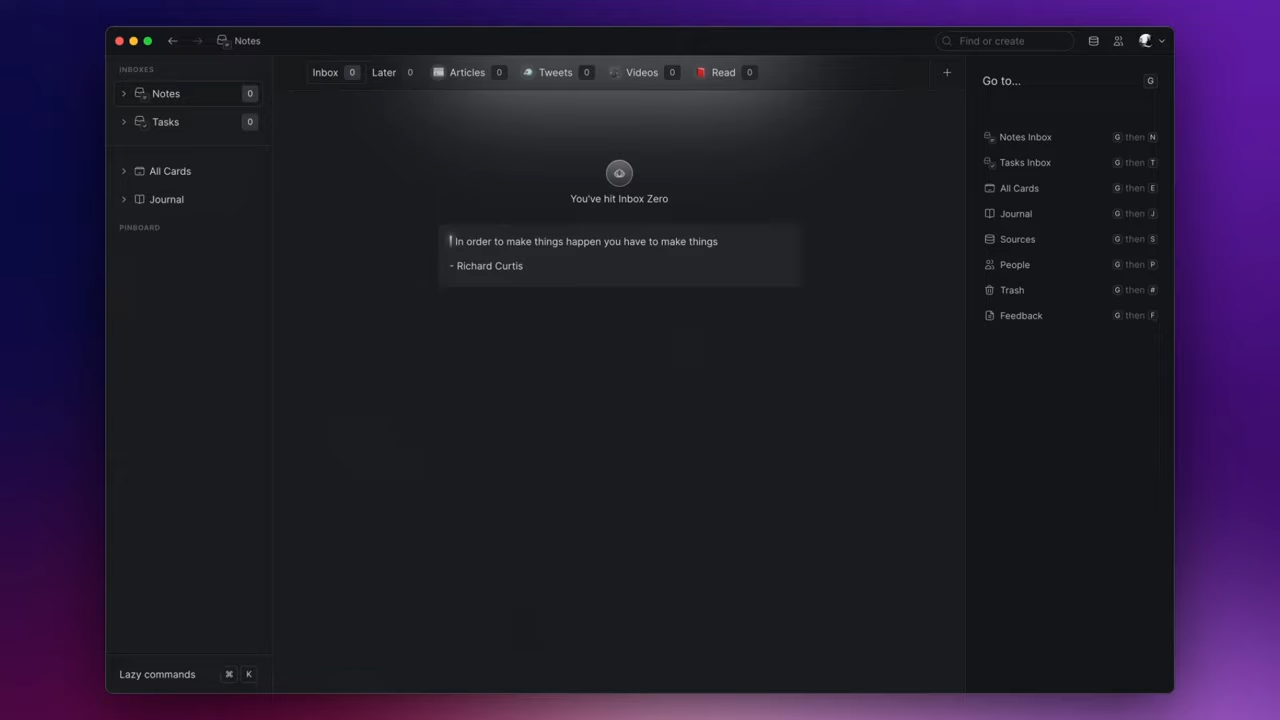 Notes
Find or create
INBOXES
Notes 0
Tasks 0
All Cards
Journal
PINBOARD
Lazy commands ⌘ K
Inbox 0 Later 0 Articles 0 Tweets 0 Videos 0 Read 0
You've hit Inbox Zero
In order to make things happen you have to make things
- Richard Curtis
Go to... G
Notes Inbox G then N
Tasks Inbox G then T
All Cards G then E
Journal G then J
Sources G then S
People G then P
Trash G then #
Feedback G then F